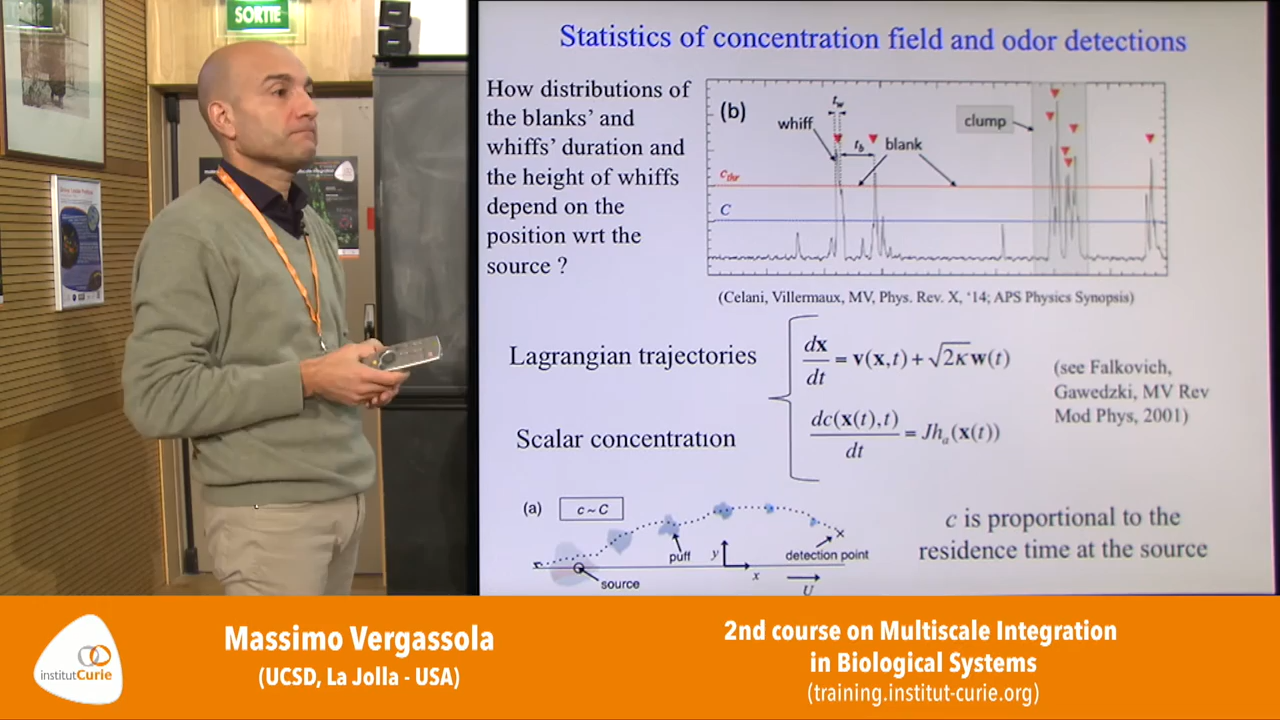 SORTIE
Statistics of concentration field and odor detections
How distributions of
the blanks' and
whiffs' duration and
the height of whiffs
depend on the
position wrt the
source ?
(b)
whiff
t_w
t_b
blank
clump
c_thr
C
(Celani, Villermaux, MV, Phys. Rev. X, '14; APS Physics Synopsis)
Lagrangian trajectories
dx/dt = v(x,t) + √2κ w(t)
(see Falkovich,
Gawedzki, MV Rev
Mod Phys, 2001)
Scalar concentration
dc(x(t),t)/dt = Jh_a(x(t))
(a)
c ~ C
puff
source
y
x
U
detection point
c is proportional to the
residence time at the source
institutCurie
Massimo Vergassola
(UCSD, La Jolla - USA)
2nd course on Multiscale Integration
in Biological Systems
(training.institut-curie.org)